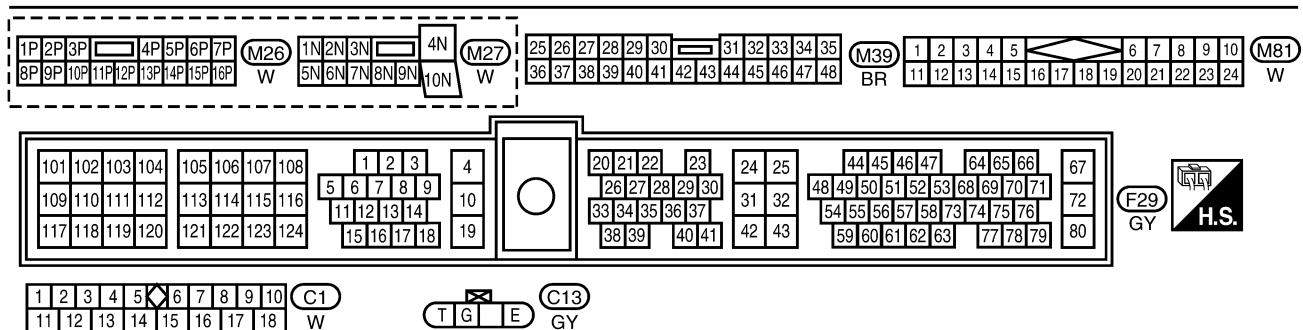 1P 2P 3P 4P 5P 6P 7P M26
8P 9P 10P 11P 12P 13P 14P 15P 16P W
1N 2N 3N 4N M27
5N 6N 7N 8N 9N 10N W
25 26 27 28 29 30 31 32 33 34 35 M39
36 37 38 39 40 41 42 43 44 45 46 47 48 BR
1 2 3 4 5 6 7 8 9 10 M81
11 12 13 14 15 16 17 18 19 20 21 22 23 24 W
101 102 103 104 105 106 107 108 1 2 3 4 20 21 22 23 24 25 44 45 46 47 64 65 66 67
5 6 7 8 9 26 27 28 29 30 48 49 50 51 52 53 68 69 70 71
109 110 111 112 113 114 115 116 10 31 32 72 F29
11 12 13 14 33 34 35 36 37 54 55 56 57 58 73 74 75 76 GY
117 118 119 120 121 122 123 124 15 16 17 18 19 38 39 40 41 42 43 59 60 61 62 63 77 78 79 80
H.S.
1 2 3 4 5 6 7 8 9 10 C1
11 12 13 14 15 16 17 18 W
T G E C13
GY